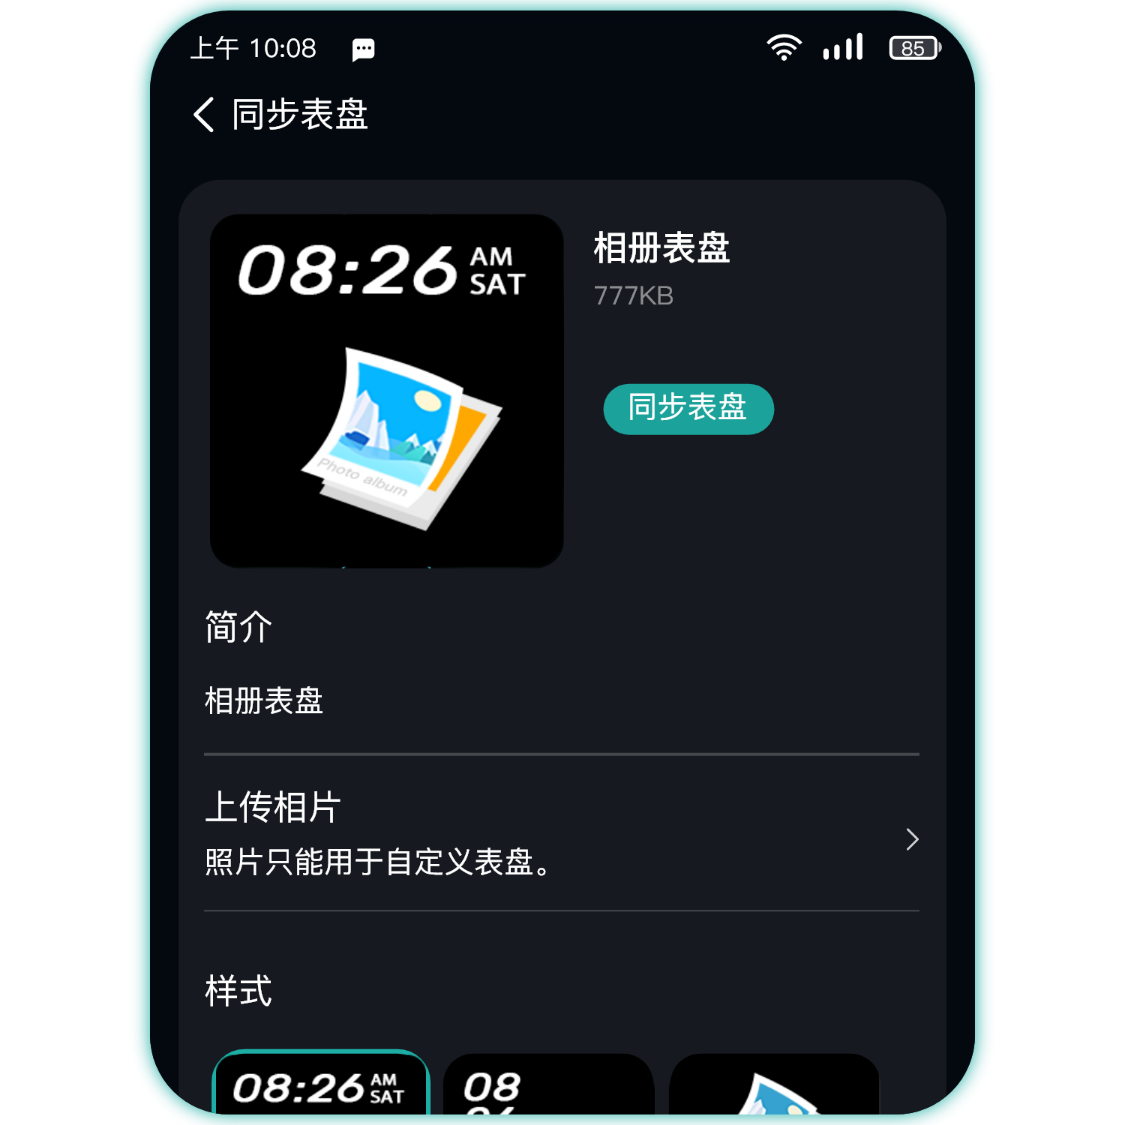 上午 10:08
85
同步表盘
08:26 AM
SAT
相册表盘
777KB
同步表盘
Photo album
简介
相册表盘
上传相片
照片只能用于自定义表盘。
样式
08:26 AM
SAT
08